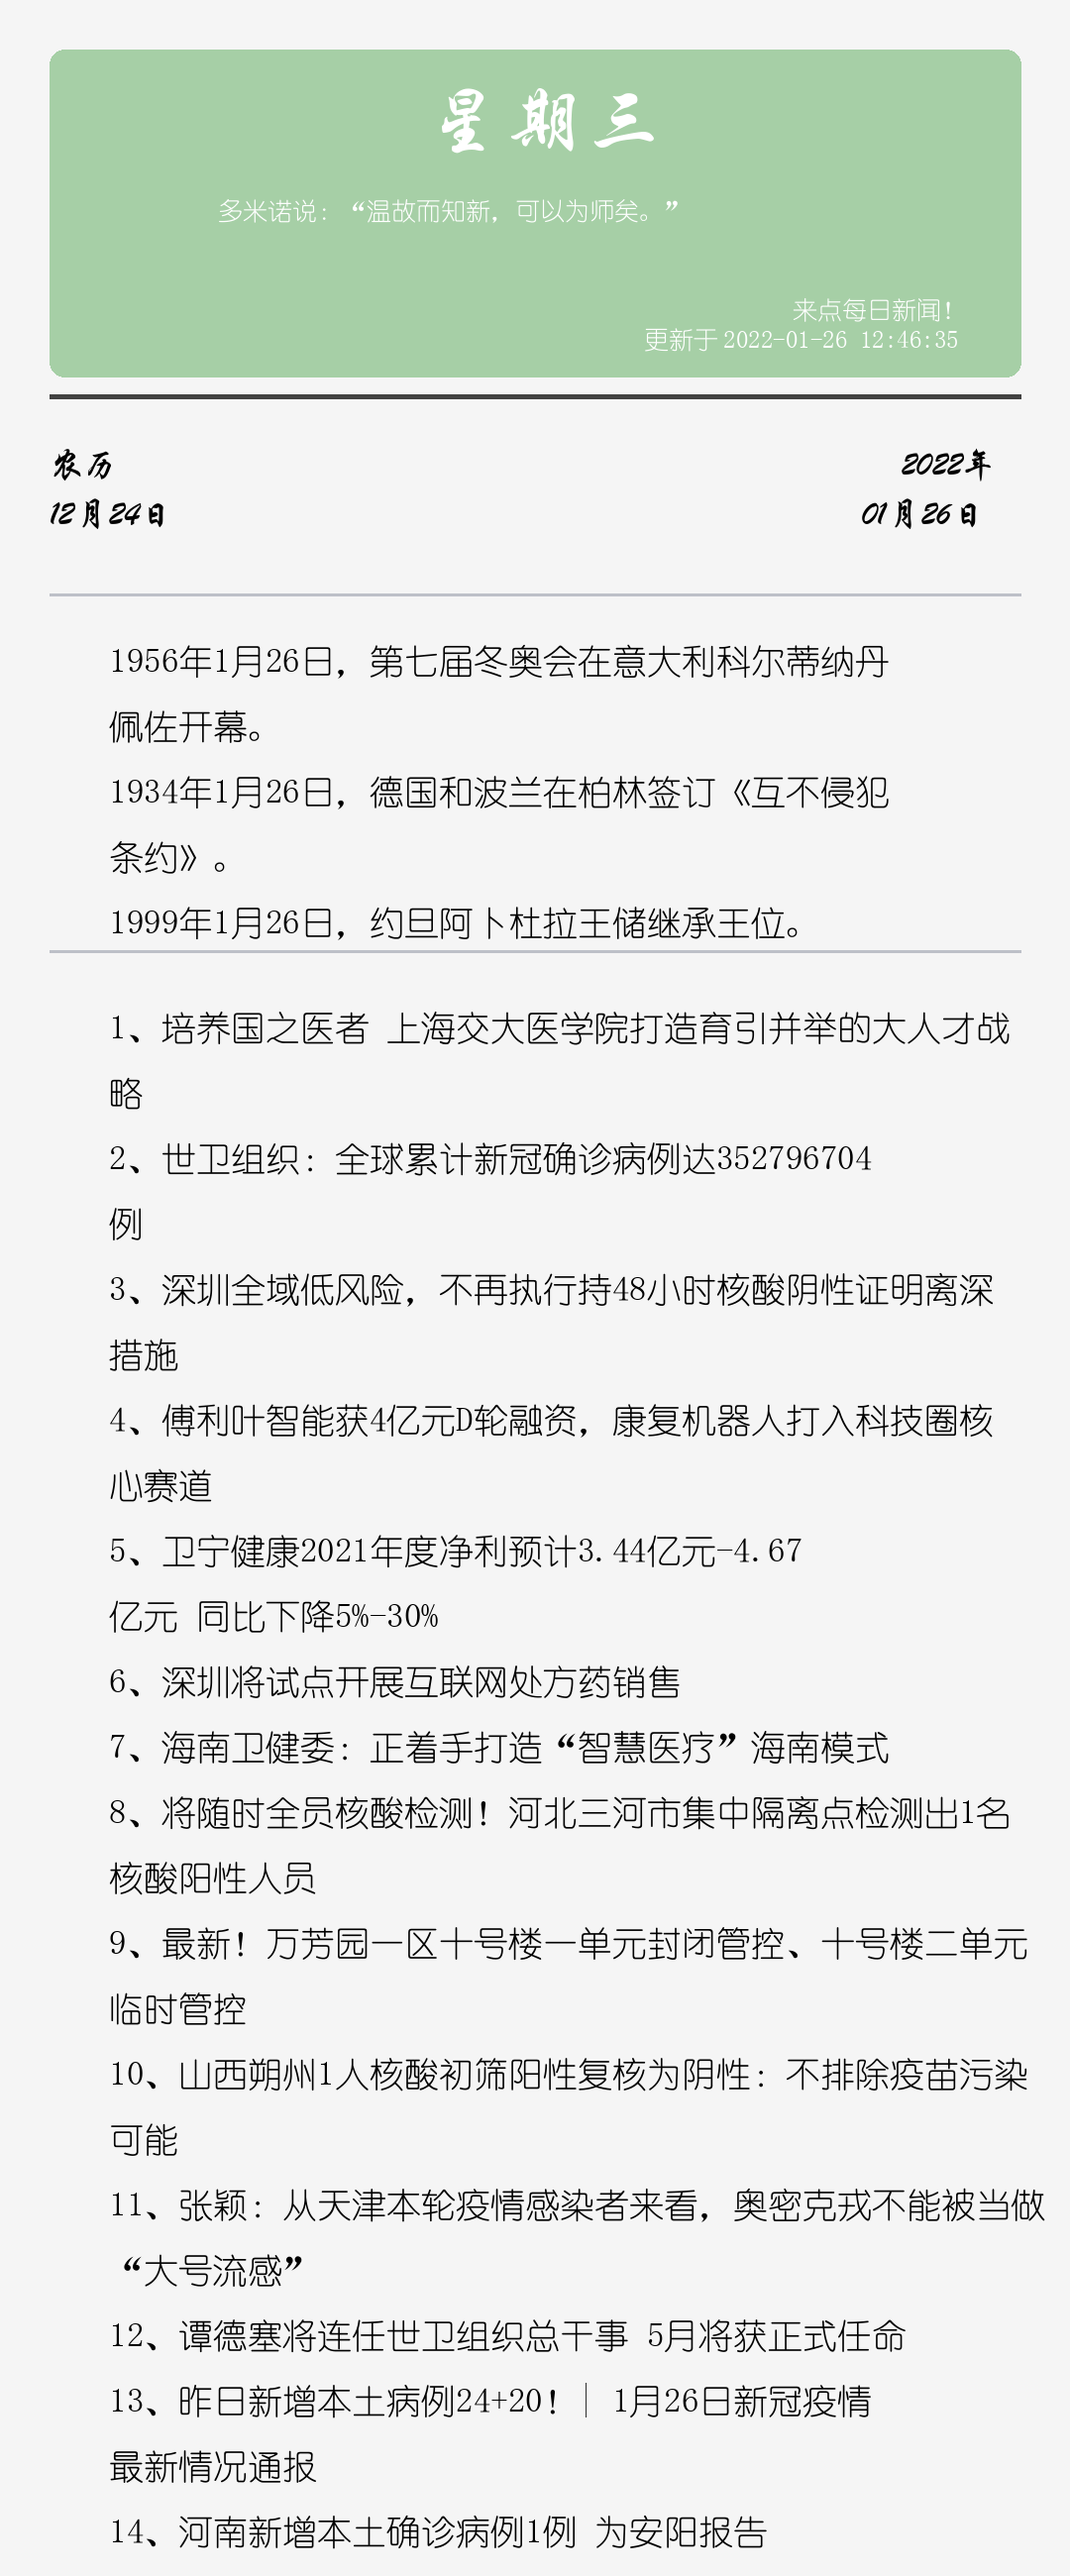 星期三
多米诺说：“温故而知新，可以为师矣。”
来点每日新闻！
更新于 2022-01-26 12:46:35
农历
12月24日
2022年
01月26日
1956年1月26日，第七届冬奥会在意大利科尔蒂纳丹
佩佐开幕。
1934年1月26日，德国和波兰在柏林签订《互不侵犯
条约》。
1999年1月26日，约旦阿卜杜拉王储继承王位。
1、培养国之医者 上海交大医学院打造育引并举的大人才战
略
2、世卫组织：全球累计新冠确诊病例达352796704
例
3、深圳全域低风险，不再执行持48小时核酸阴性证明离深
措施
4、傅利叶智能获4亿元D轮融资，康复机器人打入科技圈核
心赛道
5、卫宁健康2021年度净利预计3.44亿元-4.67
亿元 同比下降5%-30%
6、深圳将试点开展互联网处方药销售
7、海南卫健委：正着手打造“智慧医疗”海南模式
8、将随时全员核酸检测！河北三河市集中隔离点检测出1名
核酸阳性人员
9、最新！万芳园一区十号楼一单元封闭管控、十号楼二单元
临时管控
10、山西朔州1人核酸初筛阳性复核为阴性：不排除疫苗污染
可能
11、张颖：从天津本轮疫情感染者来看，奥密克戎不能被当做
“大号流感”
12、谭德塞将连任世卫组织总干事 5月将获正式任命
13、昨日新增本土病例24+20！│ 1月26日新冠疫情
最新情况通报
14、河南新增本土确诊病例1例 为安阳报告